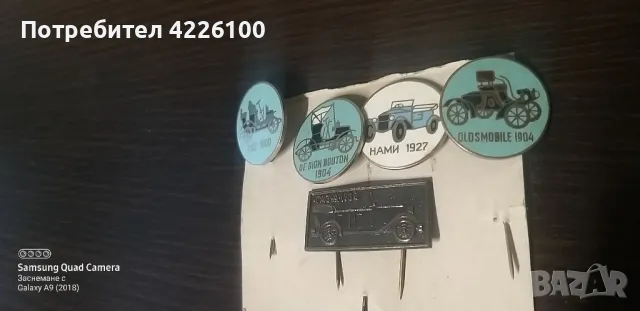 Потребител 4226100
DE DION BOUTON
1904
НАМИ 1927
OLDSMOBILE 1904
Samsung Quad Camera
Заснемане с
Galaxy A9 (2018)
BAZAR